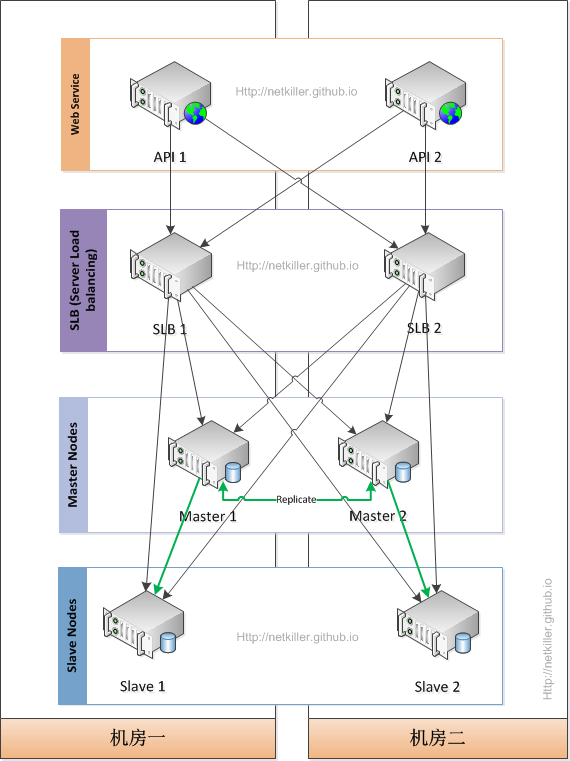 Web Service
Http://netkiller.github.io
API 1
API 2
SLB (Server Load
balancing)
Http://netkiller.github.io
SLB 1
SLB 2
Master Nodes
Replicate
Master 1
Master 2
Slave Nodes
Http://netkiller.github.io
Slave 1
Slave 2
Http://netkiller.github.io
机房一
机房二